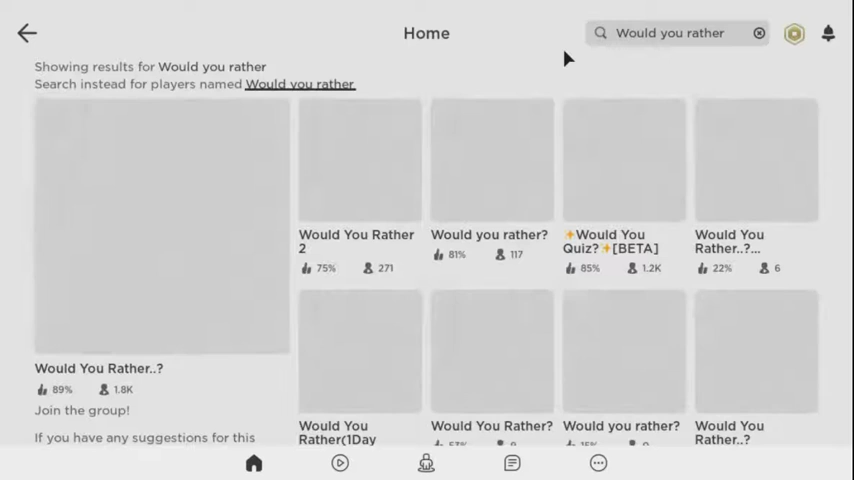 Home
Would you rather
Showing results for Would you rather
Search instead for players named Would you rather
Would You Rather..?
89% 1.8K
Join the group!
If you have any suggestions for this
Would You Rather
2
75% 271
Would you rather?
81% 117
✨Would You
Quiz?✨[BETA]
85% 1.2K
Would You
Rather..?...
22% 6
Would You
Rather(1Day
Would You Rather?
Would you rather?
Would You
Rather..?